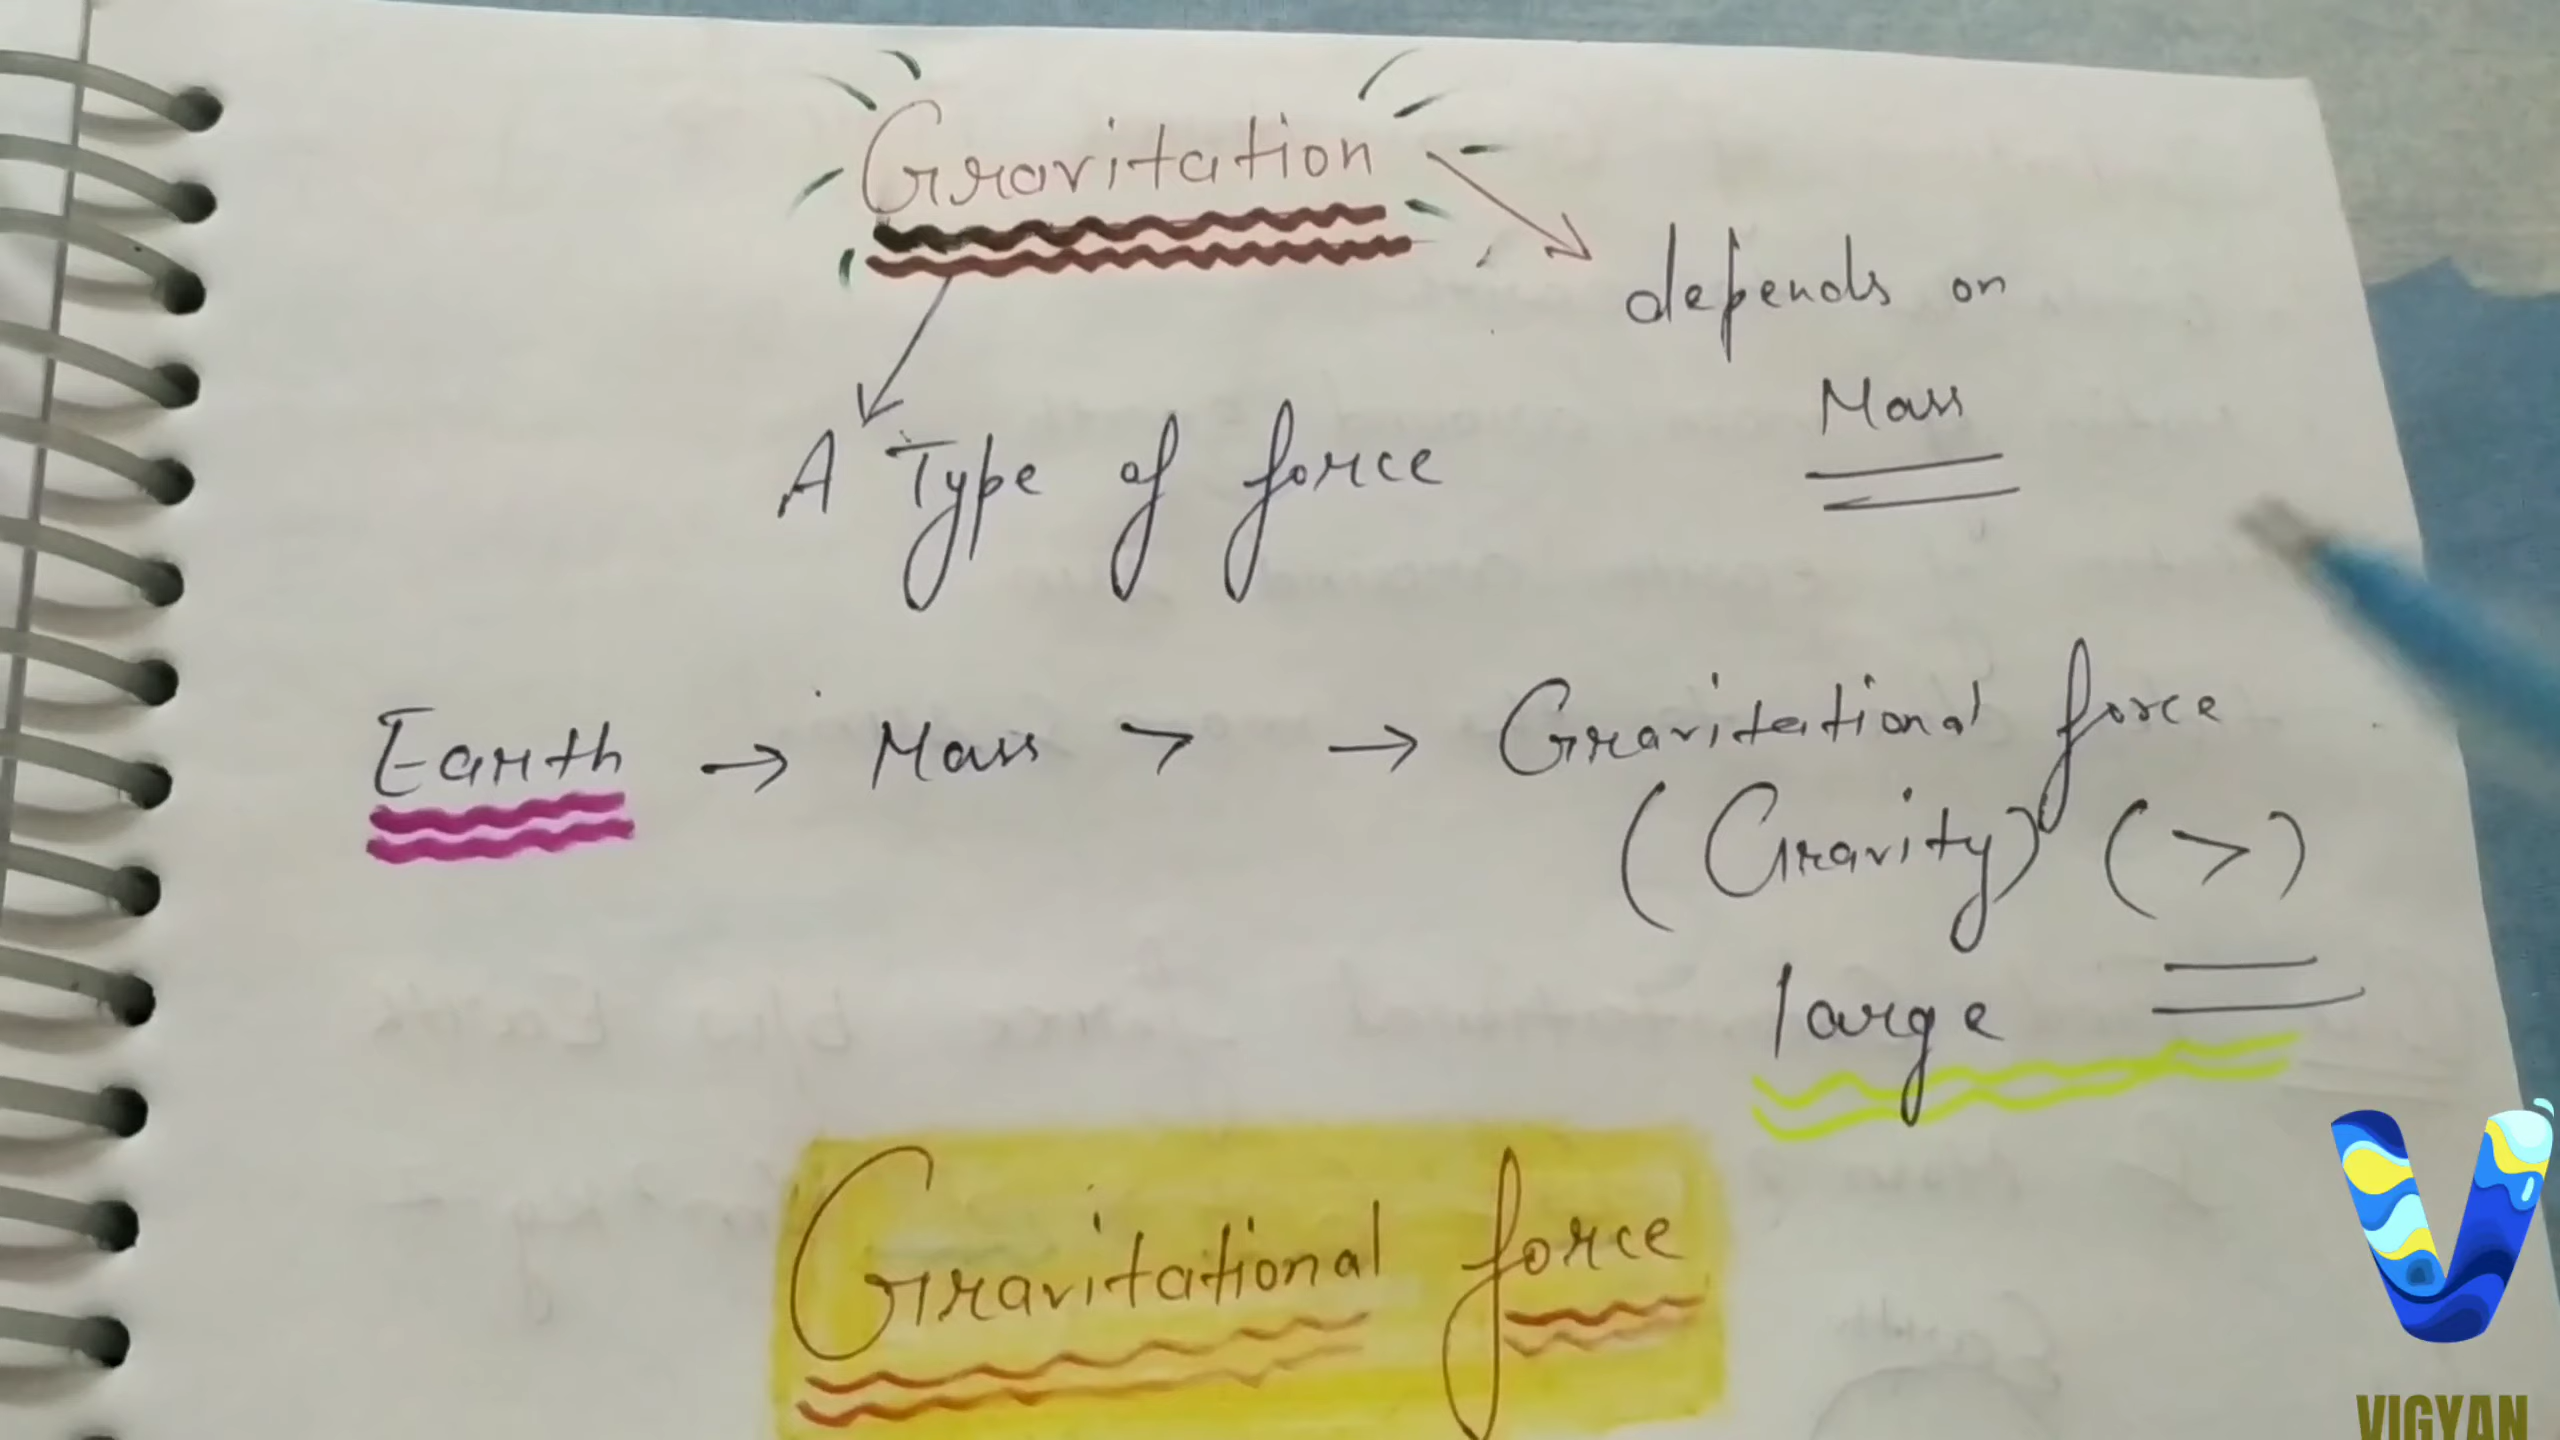 Gravitation
depends on
Mass
A Type of force
Earth → Mass > → Gravitational force
(Gravity) (>)
large
Gravitational force
VIGYAN